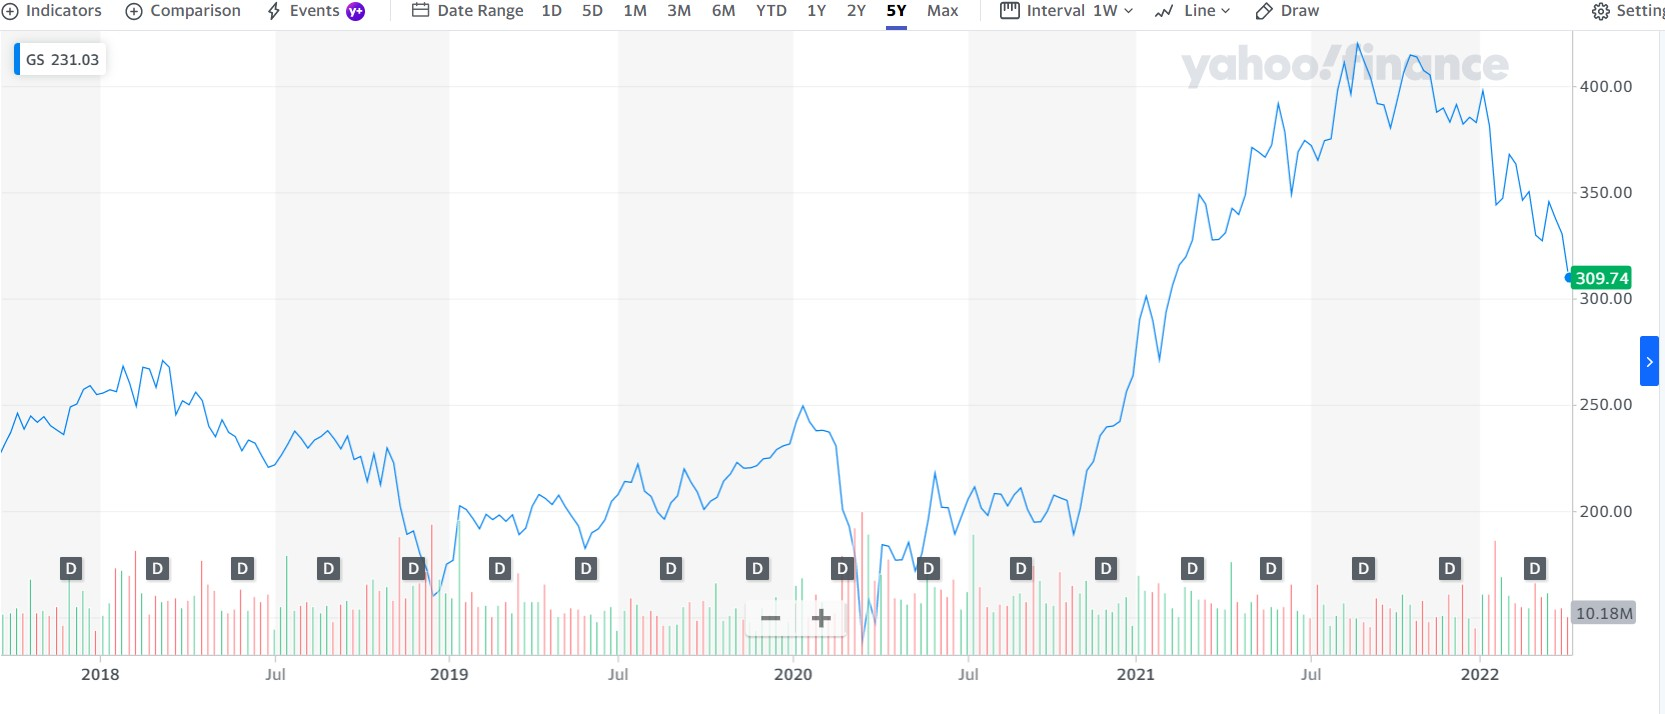 Indicators Comparison Events y+ Date Range 1D 5D 1M 3M 6M YTD 1Y 2Y 5Y Max Interval 1W Line Draw
GS 231.03
yahoo!finance
400.00
350.00
309.74
300.00
250.00
200.00
D D D D D D D D D D D D D D D D D D
10.18M
2018 Jul 2019 Jul 2020 Jul 2021 Jul 2022